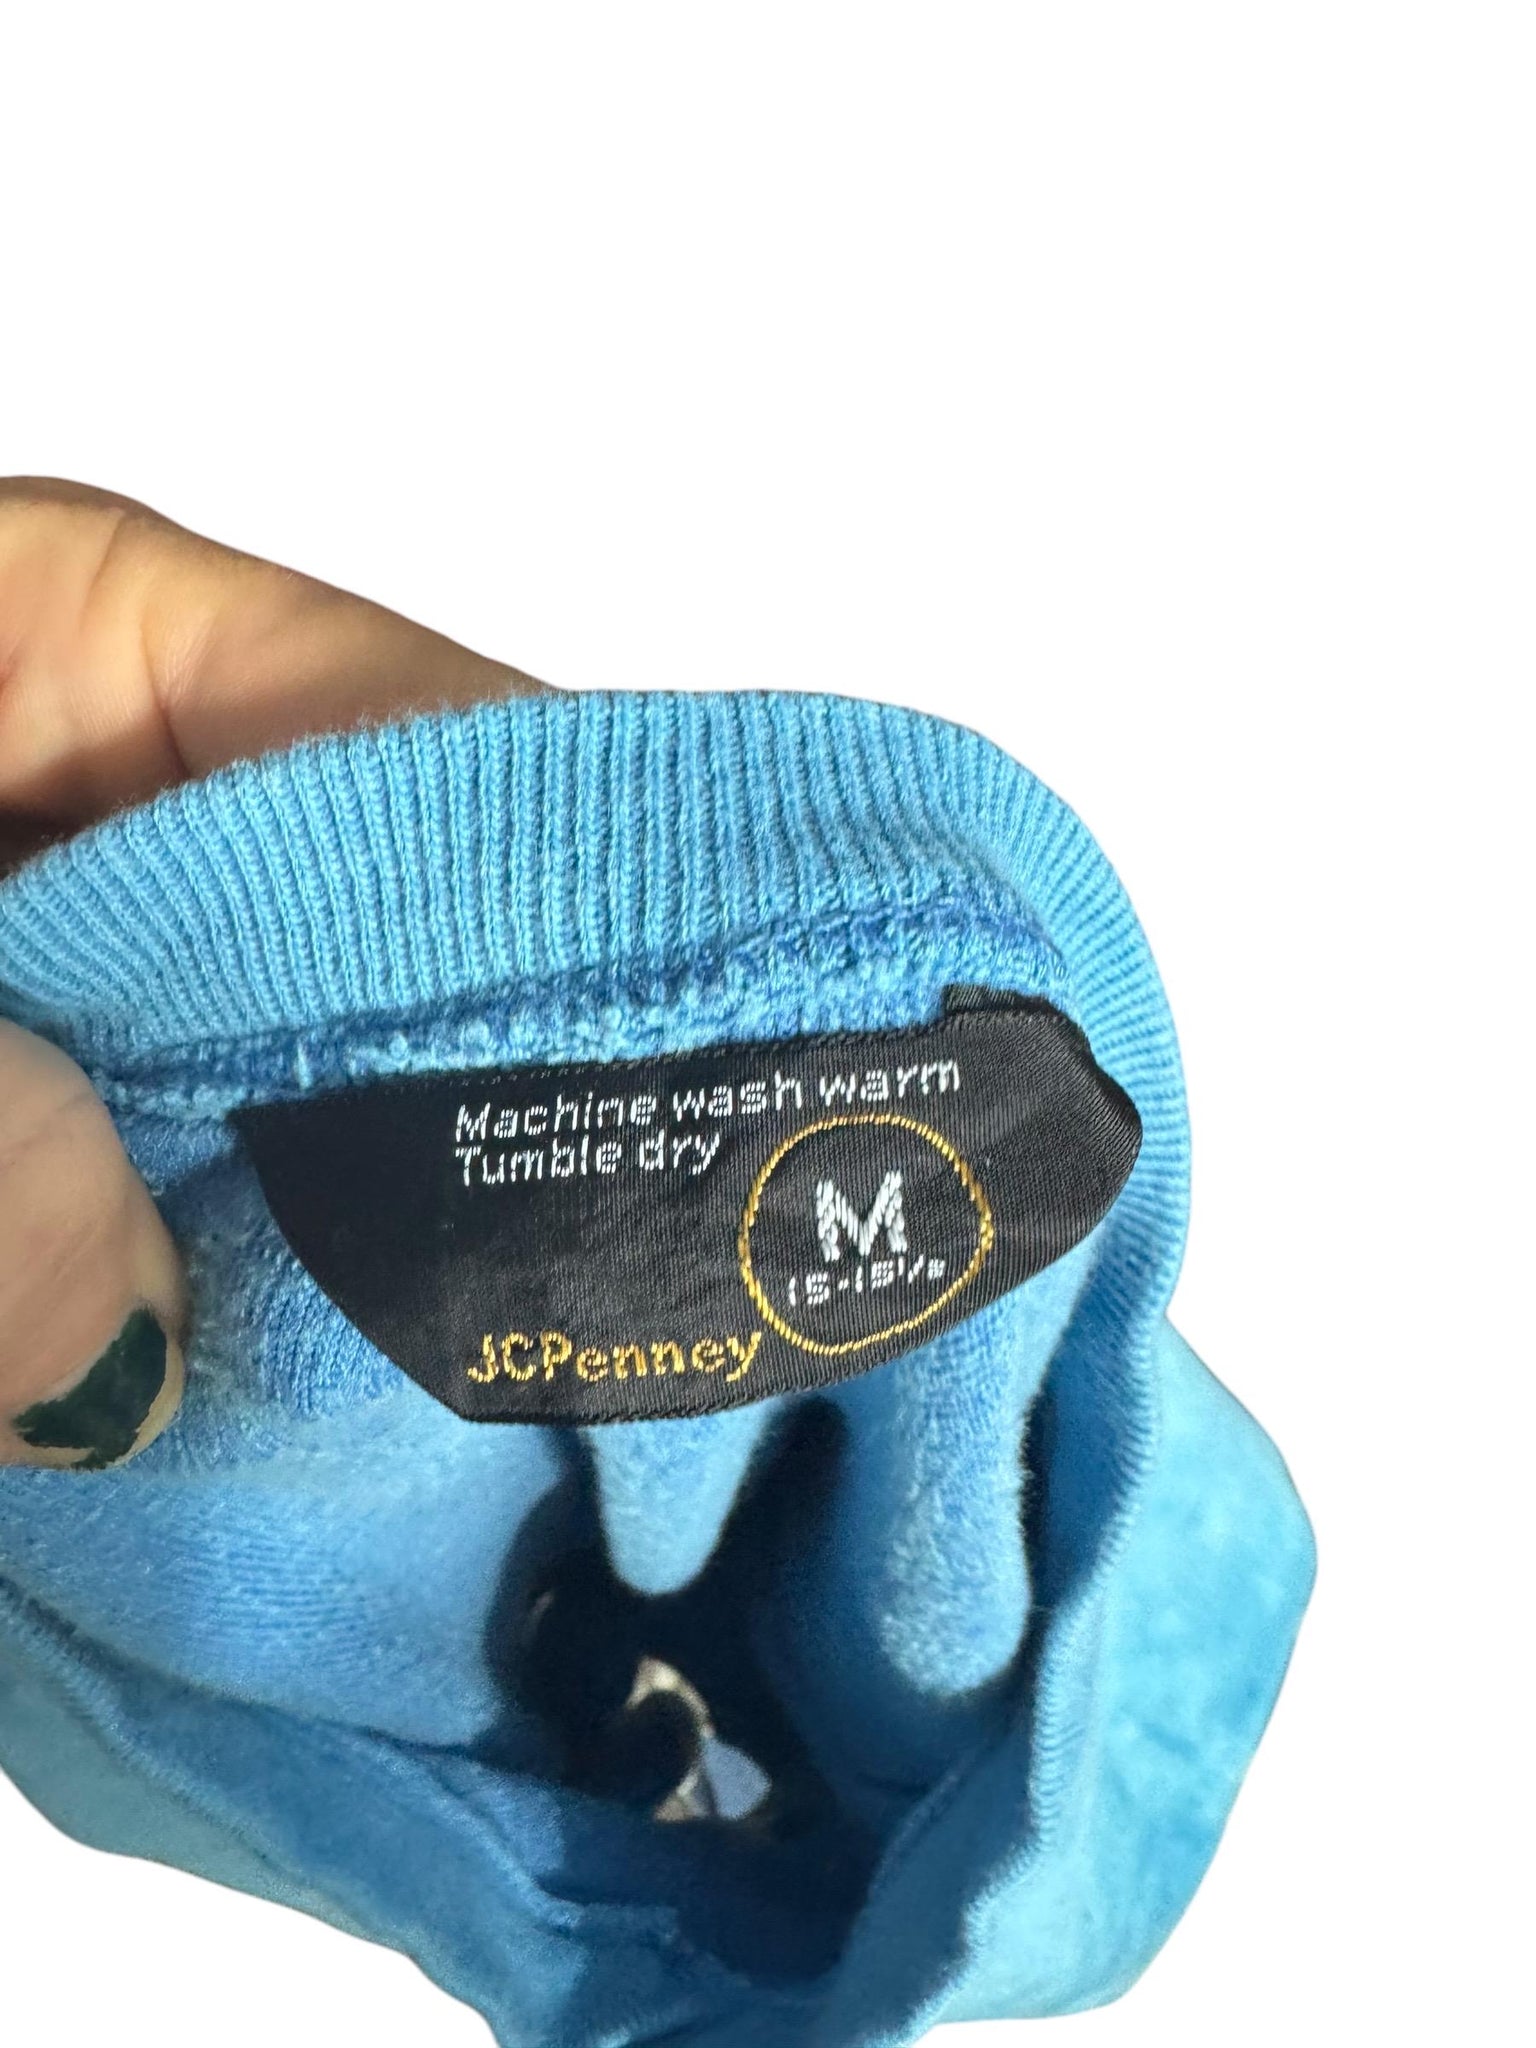 Machine wash warm
Tumble dry
M
15-15½
JCPenney